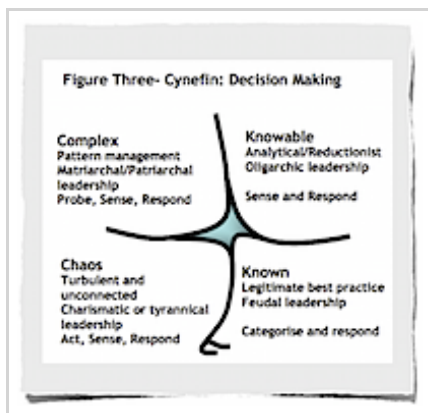 Figure Three- Cynefin: Decision Making
Complex
Pattern management
Matriarchal/Patriarchal
leadership
Probe, Sense, Respond
Knowable
Analytical/Reductionist
Oligarchic leadership
Sense and Respond
Chaos
Turbulent and
unconnected
Charismatic or tyrannical
leadership
Act, Sense, Respond
Known
Legitimate best practice
Feudal leadership
Categorise and respond